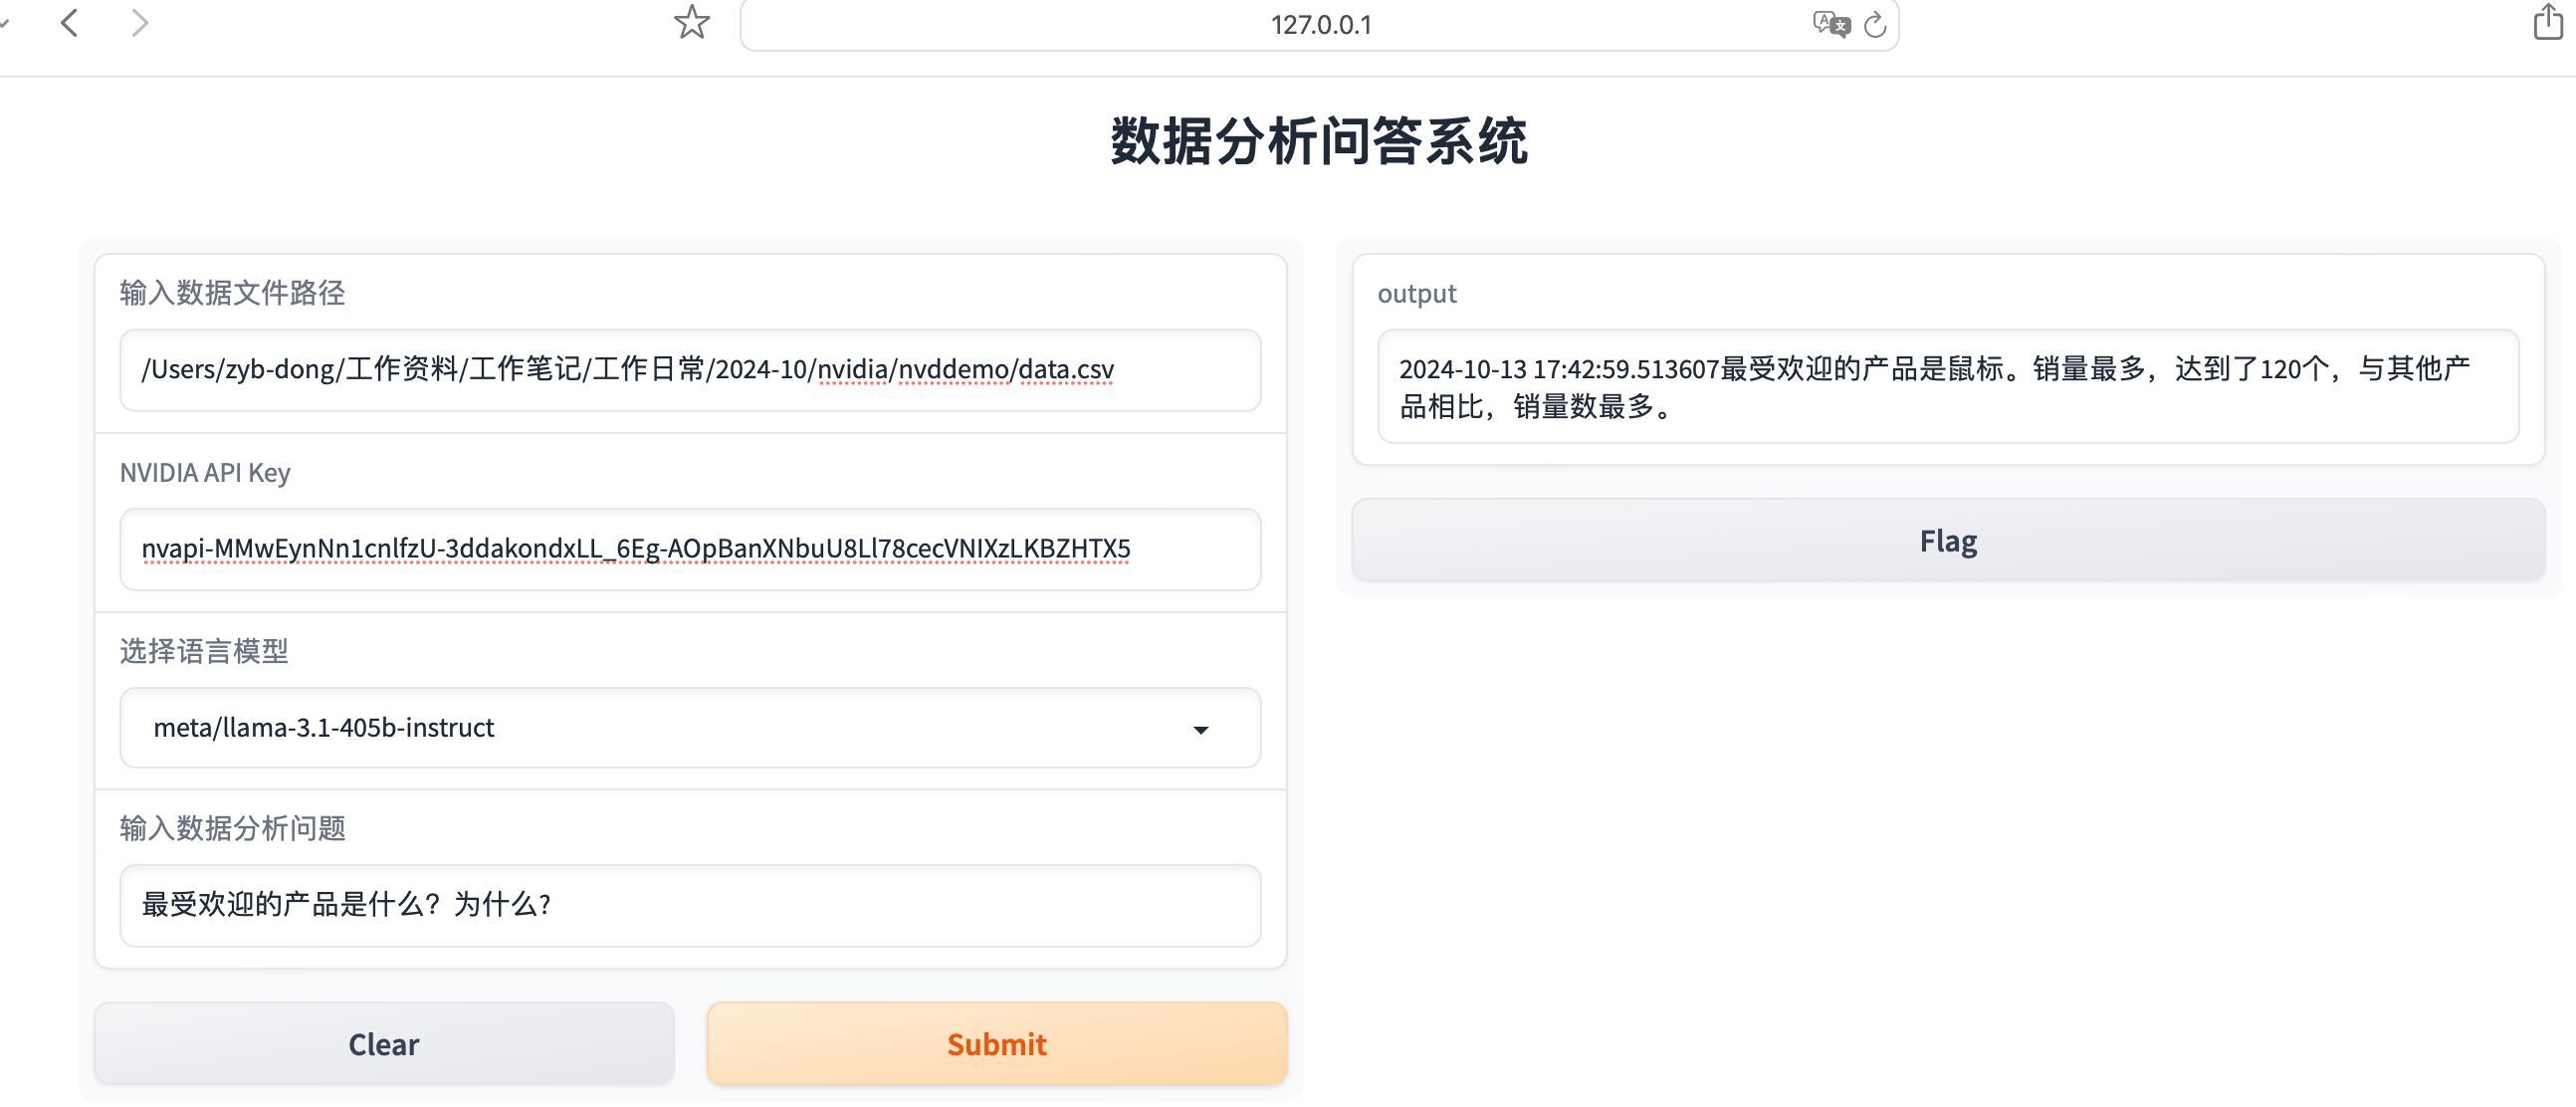 127.0.0.1
数据分析问答系统
输入数据文件路径
/Users/zyb-dong/工作资料/工作笔记/工作日常/2024-10/nvidia/nvddemo/data.csv
NVIDIA API Key
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
选择语言模型
meta/llama-3.1-405b-instruct
输入数据分析问题
最受欢迎的产品是什么？为什么?
Clear
Submit
output
2024-10-13 17:42:59.513607最受欢迎的产品是鼠标。销量最多，达到了120个，与其他产
品相比，销量数最多。
Flag